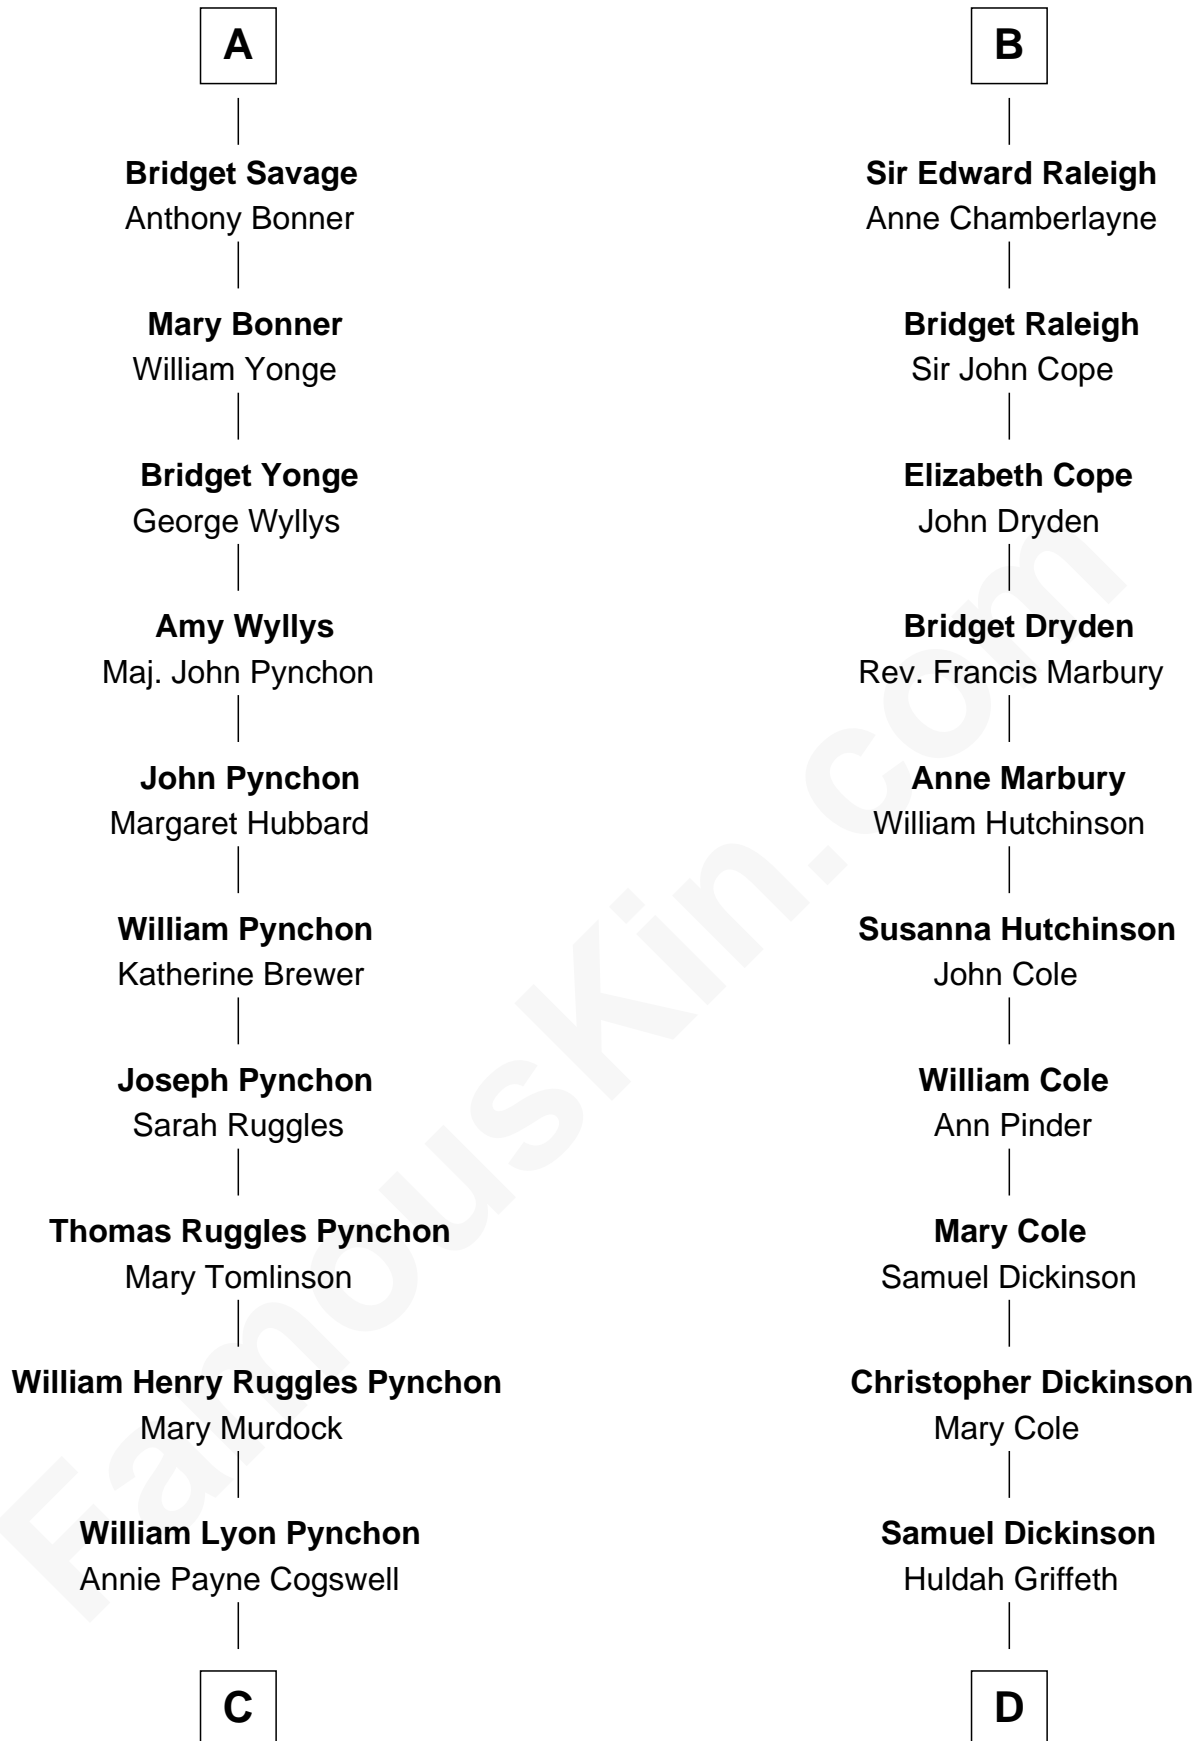 A
Bridget Savage
Anthony Bonner
Mary Bonner
William Yonge
Bridget Yonge
George Wyllys
Amy Wyllys
Maj. John Pynchon
John Pynchon
Margaret Hubbard
William Pynchon
Katherine Brewer
Joseph Pynchon
Sarah Ruggles
Thomas Ruggles Pynchon
Mary Tomlinson
William Henry Ruggles Pynchon
Mary Murdock
William Lyon Pynchon
Annie Payne Cogswell
C
B
Sir Edward Raleigh
Anne Chamberlayne
Bridget Raleigh
Sir John Cope
Elizabeth Cope
John Dryden
Bridget Dryden
Rev. Francis Marbury
Anne Marbury
William Hutchinson
Susanna Hutchinson
John Cole
William Cole
Ann Pinder
Mary Cole
Samuel Dickinson
Christopher Dickinson
Mary Cole
Samuel Dickinson
Huldah Griffeth
D
FamousKin.com